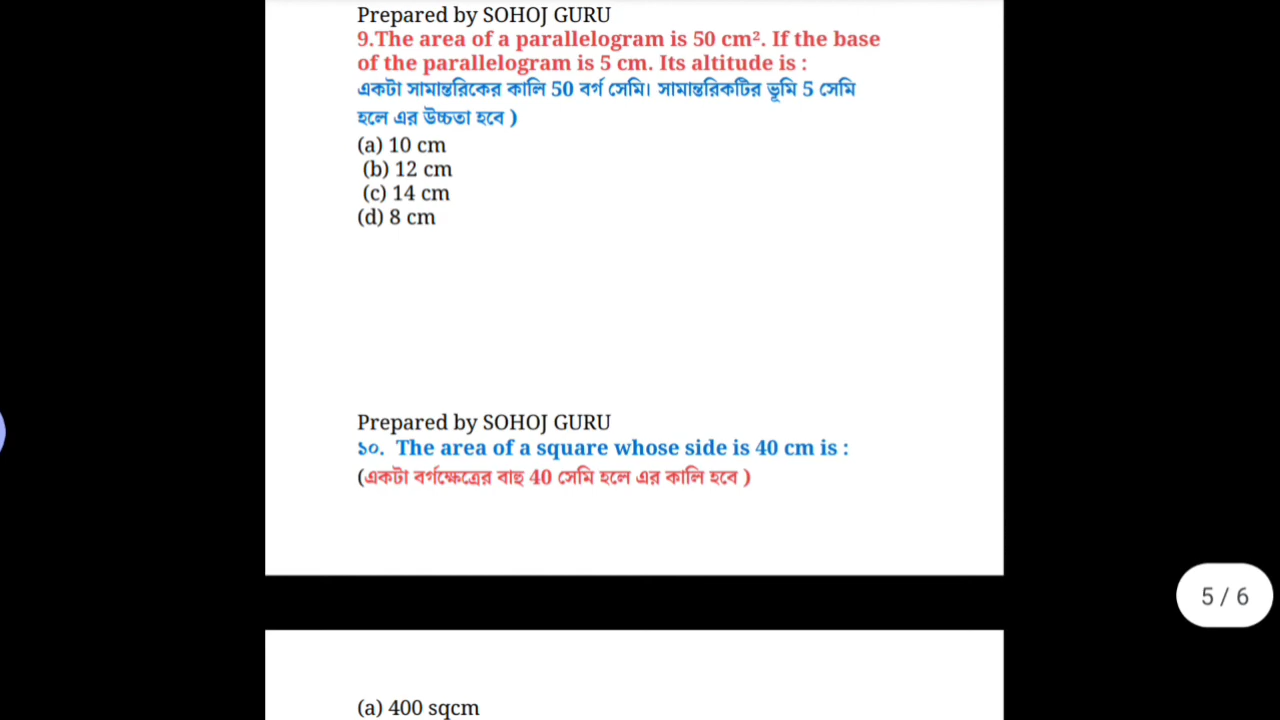 Prepared by SOHOJ GURU
9.The area of a parallelogram is 50 cm². If the base
of the parallelogram is 5 cm. Its altitude is :
একটা সামান্তরিকের কালি 50 বর্গ সেমি। সামান্তরিকটির ভূমি 5 সেমি
হলে এর উচ্চতা হবে )
(a) 10 cm
(b) 12 cm
(c) 14 cm
(d) 8 cm
Prepared by SOHOJ GURU
১০. The area of a square whose side is 40 cm is :
(একটা বর্গক্ষেত্রের বাহু 40 সেমি হলে এর কালি হবে )
5 / 6
(a) 400 sqcm